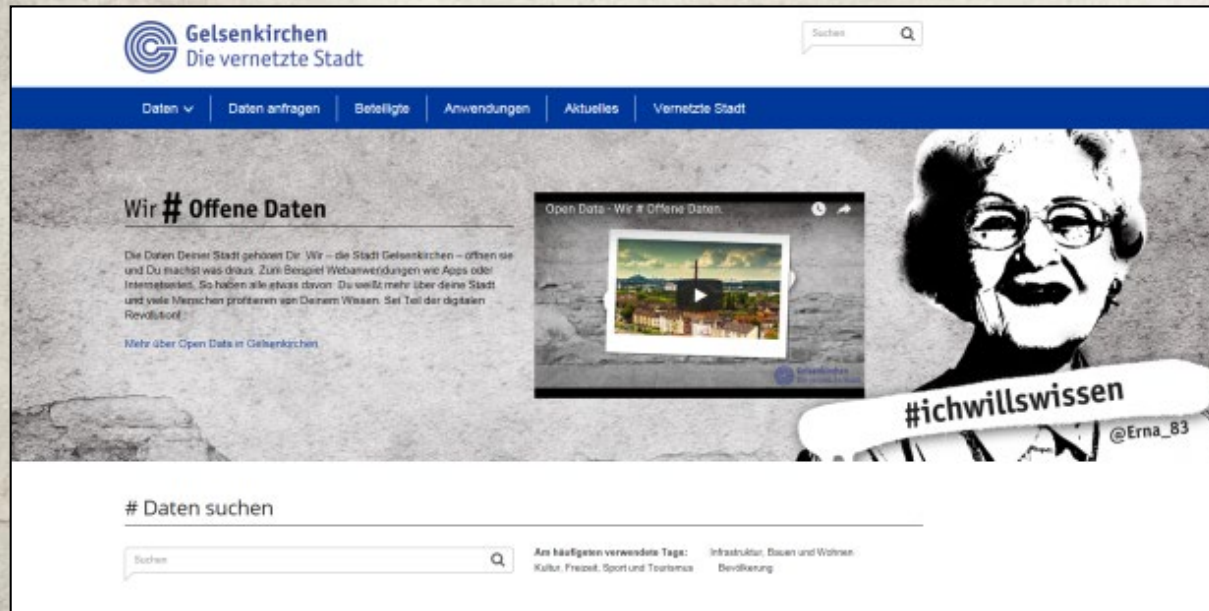 Gelsenkirchen
Die vernetzte Stadt
Suchen
Daten
Daten anfragen
Beteiligte
Anwendungen
Aktuelles
Vernetzte Stadt
Wir # Offene Daten
Die Daten Deiner Stadt gehören Dir. Wir – die Stadt Gelsenkirchen – öffnen sie
und Du machst was draus. Zum Beispiel Webanwendungen wie Apps oder
Internetseiten. So haben alle etwas davon: Du weißt mehr über deine Stadt
und viele Menschen profitieren von Deinem Wissen. Sei Teil der digitalen
Revolution!
Mehr über Open Data in Gelsenkirchen
Open Data - Wir # Offene Daten.
Gelsenkirchen
Die vernetzte Stadt
#ichwillswissen
@Erna_83
# Daten suchen
Suchen
Am häufigsten verwendete Tags: Infrastruktur, Bauen und Wohnen
Kultur, Freizeit, Sport und Tourismus Bevölkerung